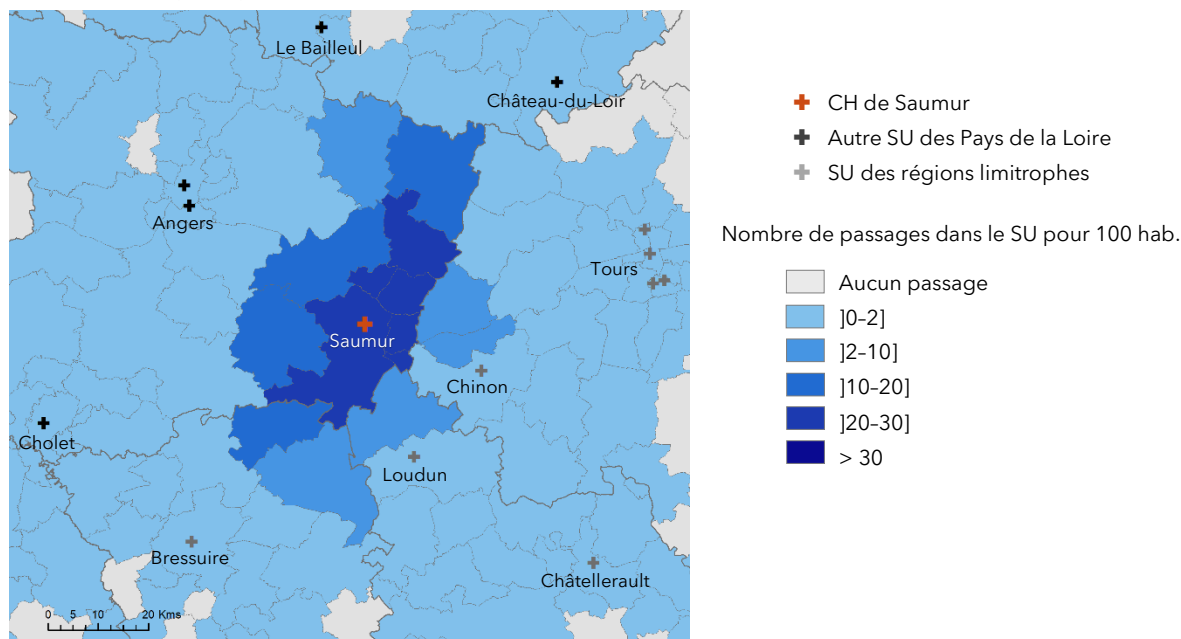 Le Bailleul
Château-du-Loir
Angers
Tours
Saumur
Chinon
Cholet
Loudun
Bressuire
Châtellerault
0 5 10 20 Kms
CH de Saumur
Autre SU des Pays de la Loire
SU des régions limitrophes
Nombre de passages dans le SU pour 100 hab.
Aucun passage
]0–2]
]2–10]
]10–20]
]20–30]
> 30